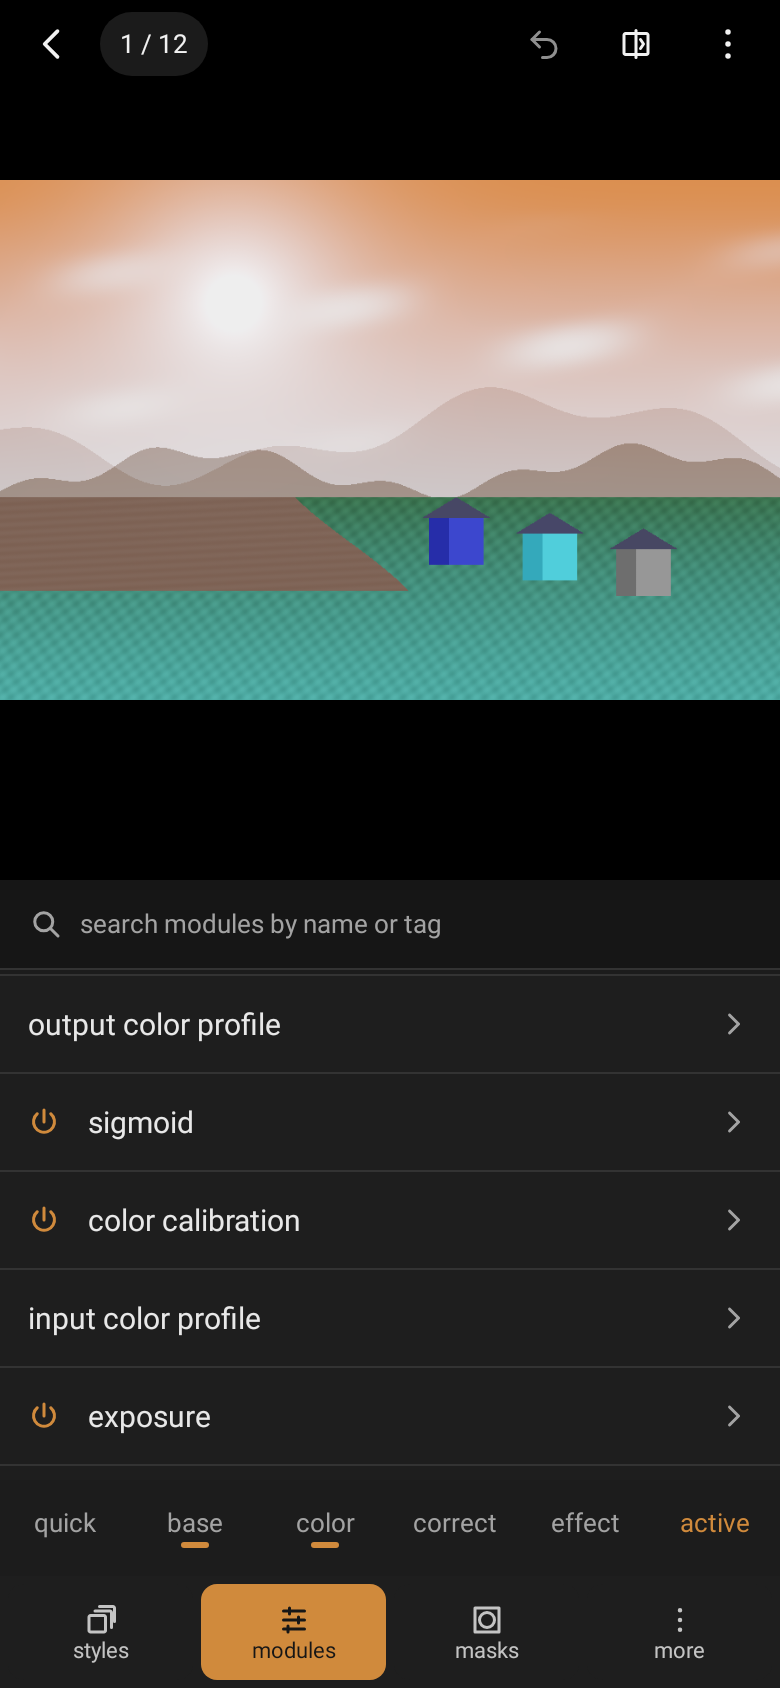 1 / 12
search modules by name or tag
output color profile
sigmoid
color calibration
input color profile
exposure
quick base color correct effect active
styles modules masks more